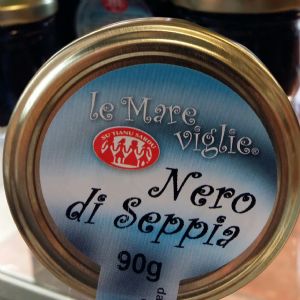 le Mare
viglie®
SU TIANU SARDU
Nero
di Seppia
90g